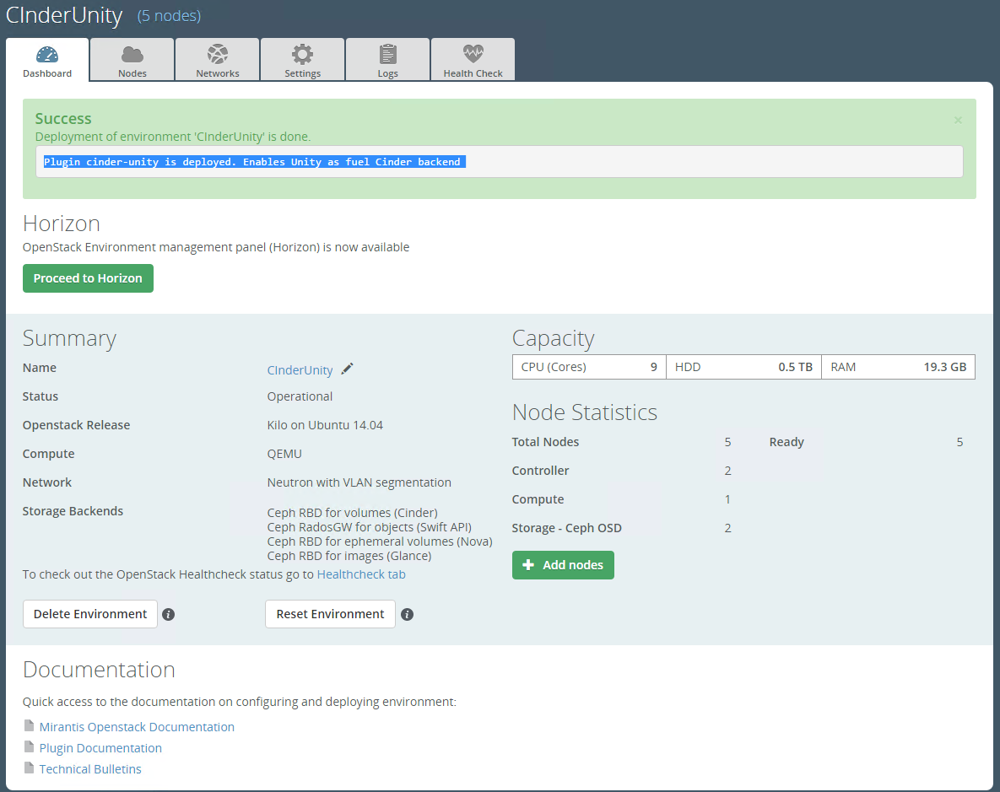 CInderUnity (5 nodes)
Dashboard Nodes Networks Settings Logs Health Check
Success ×
Deployment of environment 'CInderUnity' is done.
Plugin cinder-unity is deployed. Enables Unity as fuel Cinder backend
Horizon
OpenStack Environment management panel (Horizon) is now available
Proceed to Horizon
Summary
Name CInderUnity
Status Operational
Openstack Release Kilo on Ubuntu 14.04
Compute QEMU
Network Neutron with VLAN segmentation
Storage Backends Ceph RBD for volumes (Cinder)
Ceph RadosGW for objects (Swift API)
Ceph RBD for ephemeral volumes (Nova)
Ceph RBD for images (Glance)
To check out the OpenStack Healthcheck status go to Healthcheck tab
Delete Environment Reset Environment
Capacity
CPU (Cores) 9 HDD 0.5 TB RAM 19.3 GB
Node Statistics
Total Nodes 5 Ready 5
Controller 2
Compute 1
Storage - Ceph OSD 2
Add nodes
Documentation
Quick access to the documentation on configuring and deploying environment:
Mirantis Openstack Documentation
Plugin Documentation
Technical Bulletins